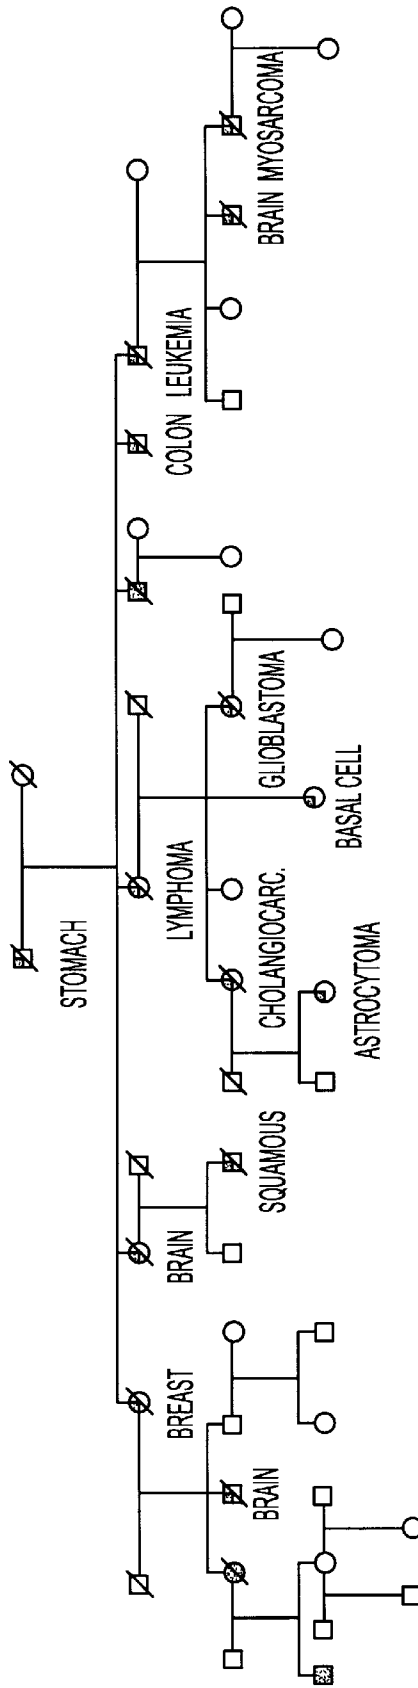 STOMACH
BREAST
BRAIN
LYMPHOMA
COLON
LEUKEMIA
BRAIN
SQUAMOUS
CHOLANGIOCARC.
GLIOBLASTOMA
BRAIN MYOSARCOMA
ASTROCYTOMA
BASAL CELL